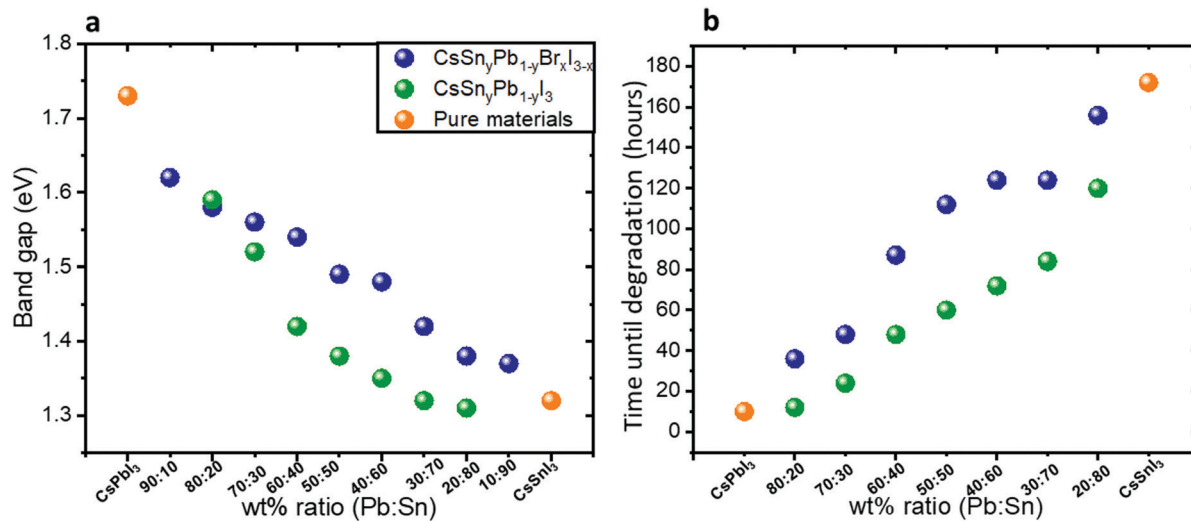 a
1.8
1.7
1.6
1.5
1.4
1.3
Band gap (eV)
CsSnyPb1-yBrxI3-x
CsSnyPb1-yI3
Pure materials
CsPbI3
90:10
80:20
70:30
60:40
50:50
40:60
30:70
20:80
10:90
CsSnI3
wt% ratio (Pb:Sn)
b
180
160
140
120
100
80
60
40
20
0
Time until degradation (hours)
CsPbI3
80:20
70:30
60:40
50:50
40:60
30:70
20:80
CsSnI3
wt% ratio (Pb:Sn)